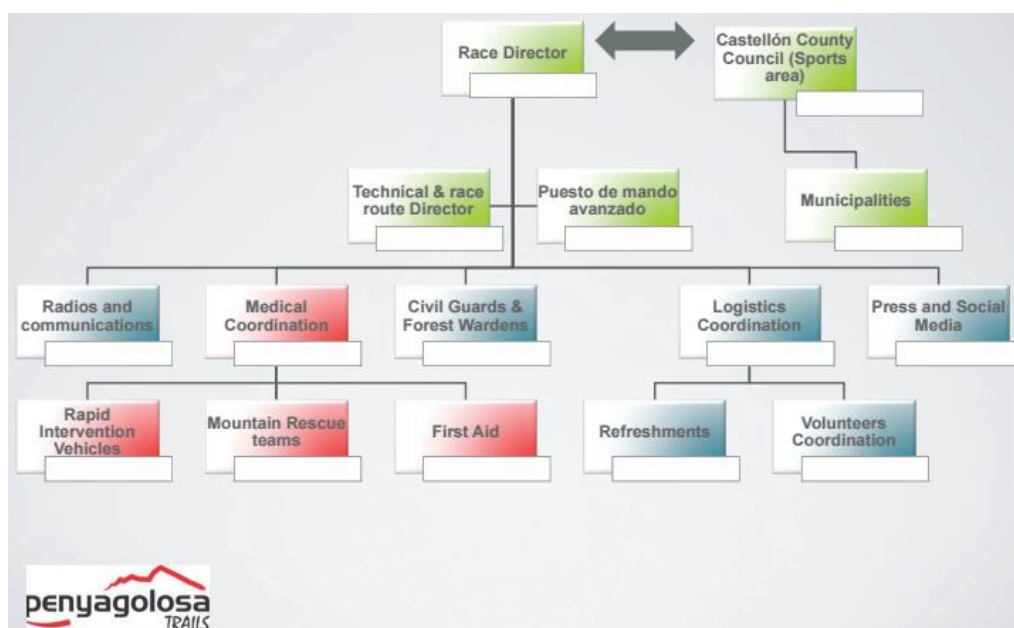 Race Director
Castellón County
Council (Sports
area)
Technical & race
route Director
Puesto de mando
avanzado
Municipalities
Radios and
communications
Medical
Coordination
Civil Guards &
Forest Wardens
Logistics
Coordination
Press and Social
Media
Rapid
Intervention
Vehicles
Mountain Rescue
teams
First Aid
Refreshments
Volunteers
Coordination
penyagolosa
TRAILS